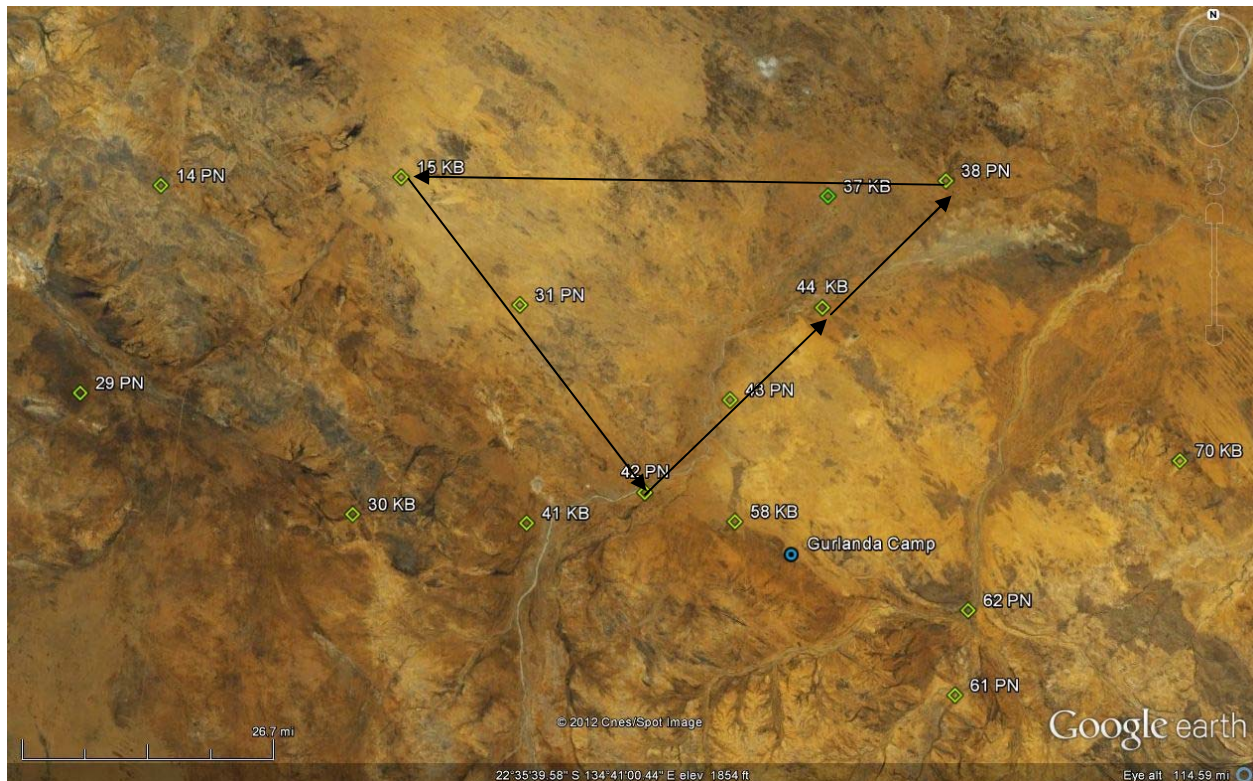 N
15 KB
38 PN
14 PN
37 KB
31 PN
44 KB
29 PN
43 PN
70 KB
42 PN
30 KB
41 KB
58 KB
Gurlanda Camp
62 PN
61 PN
© 2012 Cnes/Spot Image
Google earth
26.7 mi
22°35'39.58" S 134°41'00.44" E elev 1854 ft
Eye alt 114.59 mi